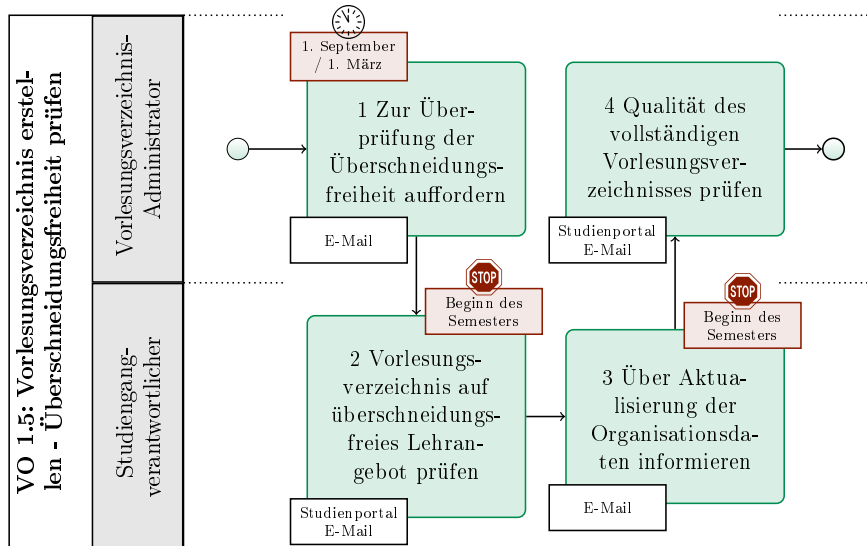 VO 1.5: Vorlesungsverzeichnis erstel-
len - Überschneidungsfreiheit prüfen
Vorlesungsverzeichnis-
Administrator
1. September
/ 1. März
1 Zur Über-
prüfung der
Überschneidungs-
freiheit auffordern
E-Mail
4 Qualität des
vollständigen
Vorlesungsver-
zeichnisses prüfen
Studienportal
E-Mail
Studiengang-
verantwortlicher
STOP
Beginn des
Semesters
2 Vorlesungs-
verzeichnis auf
überschneidungs-
freies Lehran-
gebot prüfen
Studienportal
E-Mail
STOP
Beginn des
Semesters
3 Über Aktua-
lisierung der
Organisationsda-
ten informieren
E-Mail